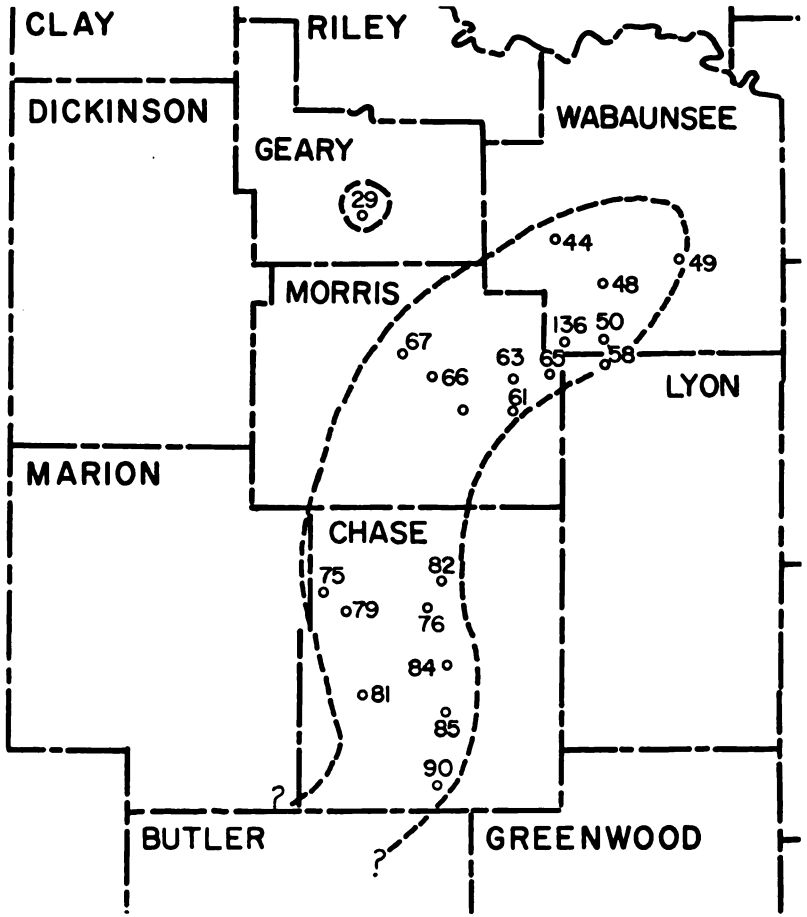 CLAY
RILEY
DICKINSON
WABAUNSEE
GEARY
29
44
49
48
MORRIS
136
50
67
63
65
58
66
LYON
61
MARION
CHASE
75
82
79
76
84
81
85
90
?
BUTLER
GREENWOOD
?